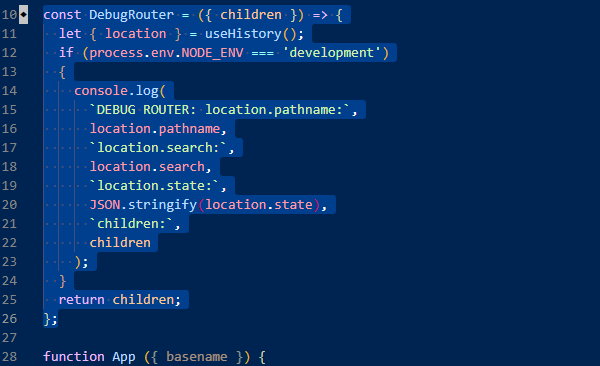 10 const DebugRouter = ({ children }) => {
11   let { location } = useHistory();
12   if (process.env.NODE_ENV === 'development')
13   {
14     console.log(
15       `DEBUG ROUTER: location.pathname:`,
16       location.pathname,
17       `location.search:`,
18       location.search,
19       `location.state:`,
20       JSON.stringify(location.state),
21       `children:`,
22       children
23     );
24   }
25   return children;
26 };
27
28 function App ({ basename }) {